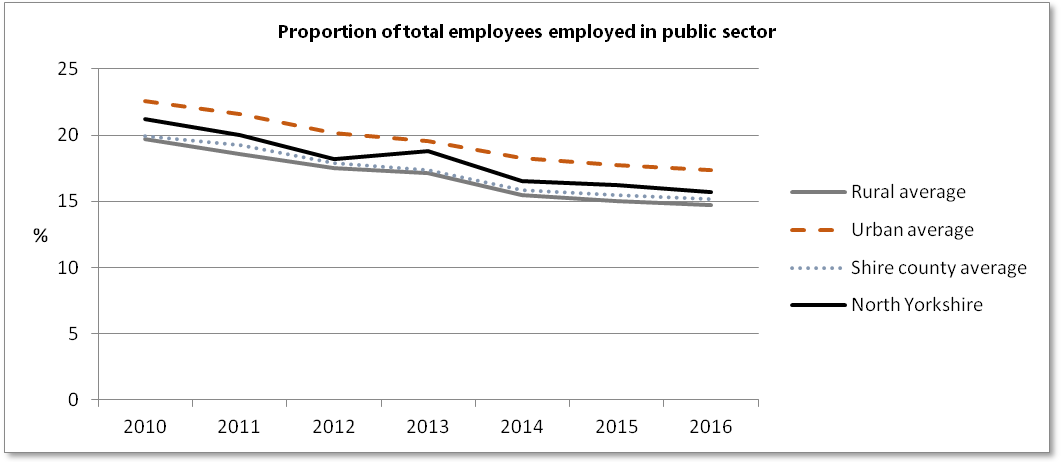 Proportion of total employees employed in public sector
25
20
15
%
10
5
0
2010 2011 2012 2013 2014 2015 2016
Rural average
Urban average
Shire county average
North Yorkshire